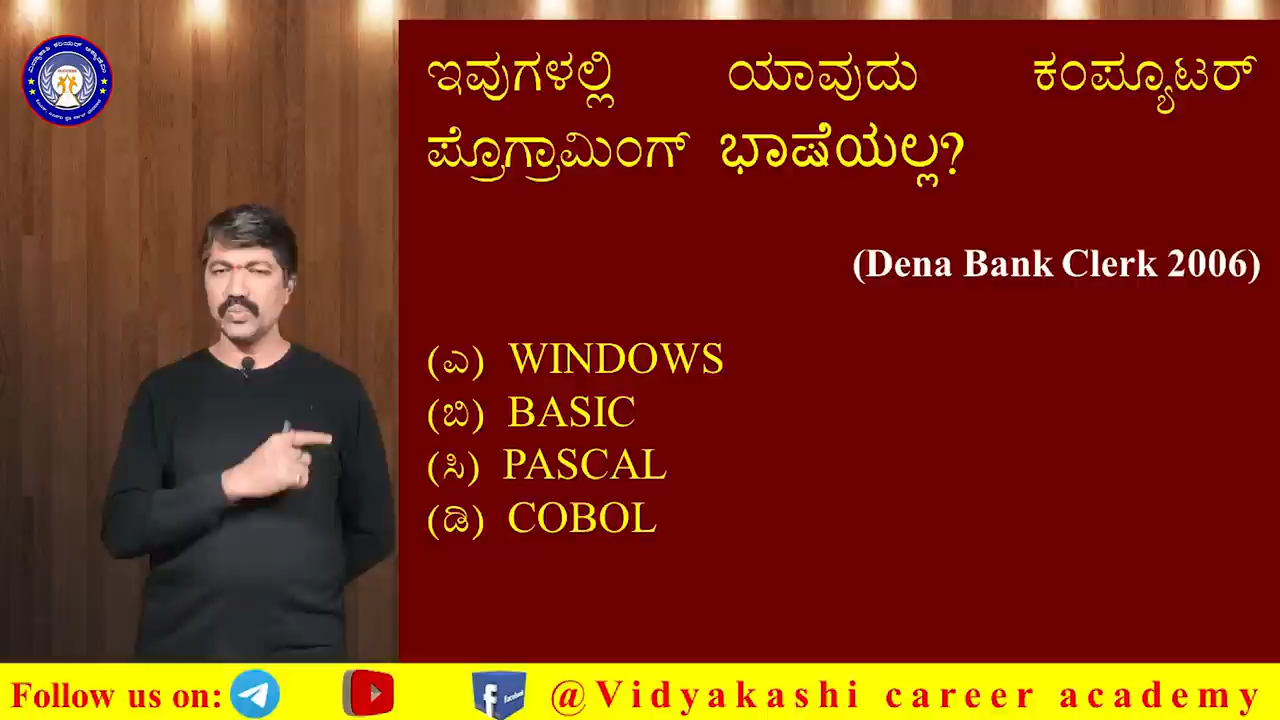 ಇವುಗಳಲ್ಲಿ ಯಾವುದು ಕಂಪ್ಯೂಟರ್
ಪ್ರೊಗ್ರಾಮಿಂಗ್ ಭಾಷೆಯಲ್ಲ?
(Dena Bank Clerk 2006)
(ಎ) WINDOWS
(ಬಿ) BASIC
(ಸಿ) PASCAL
(ಡಿ) COBOL
Follow us on: @Vidyakashi career academy